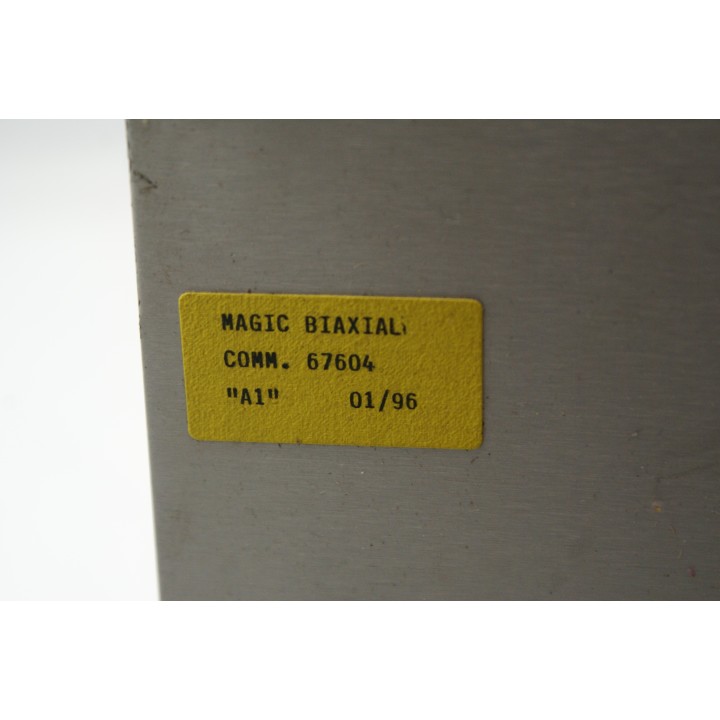 MAGIC BIAXIAL
COMM. 67604
"A1" 01/96